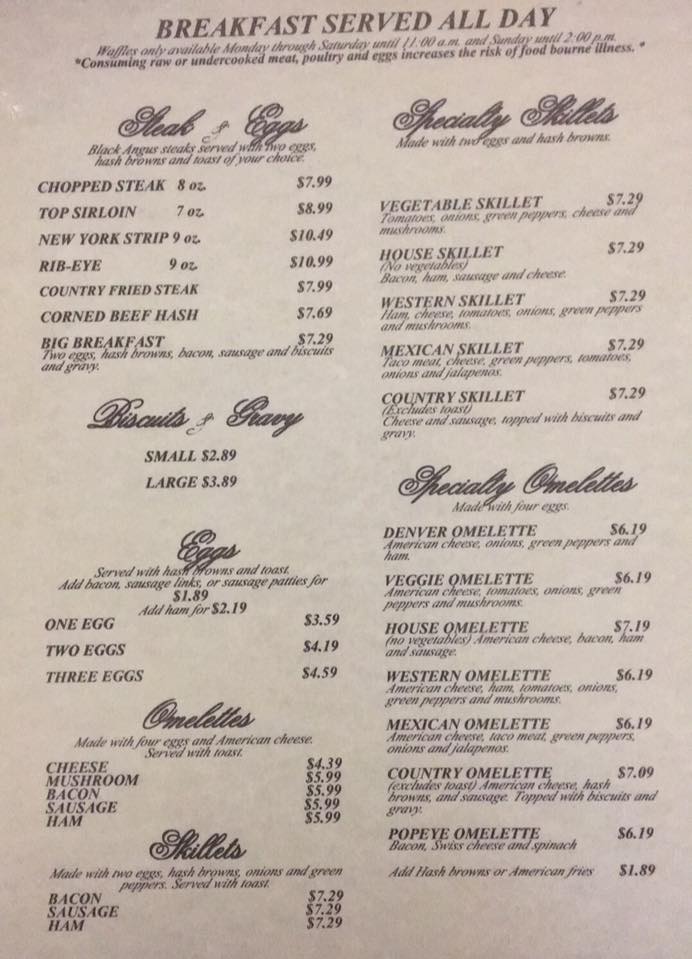 BREAKFAST SERVED ALL DAY
Waffles only available Monday through Saturday until 11:00 a.m. and Sunday until 2:00 p.m.
*Consuming raw or undercooked meat, poultry and eggs increases the risk of food bourne illness. *
Steak & Eggs
Black Angus steaks served with two eggs,
hash browns and toast of your choice.
CHOPPED STEAK 8 oz. $7.99
TOP SIRLOIN 7 oz. $8.99
NEW YORK STRIP 9 oz. $10.49
RIB-EYE 9 oz. $10.99
COUNTRY FRIED STEAK $7.99
CORNED BEEF HASH $7.69
BIG BREAKFAST $7.29
Two eggs, hash browns, bacon, sausage and biscuits
and gravy.
Biscuits & Gravy
SMALL $2.89
LARGE $3.89
Eggs
Served with hash browns and toast.
Add bacon, sausage links, or sausage patties for
$1.89
Add ham for $2.19
ONE EGG $3.59
TWO EGGS $4.19
THREE EGGS $4.59
Omelettes
Made with four eggs and American cheese.
Served with toast.
CHEESE $4.39
MUSHROOM $5.99
BACON $5.99
SAUSAGE $5.99
HAM $5.99
Skillets
Made with two eggs, hash browns, onions and green
peppers. Served with toast.
BACON $7.29
SAUSAGE $7.29
HAM $7.29
Specialty Skillets
Made with two eggs and hash browns.
VEGETABLE SKILLET $7.29
Tomatoes, onions, green peppers, cheese and
mushrooms.
HOUSE SKILLET $7.29
(No vegetables)
Bacon, ham, sausage and cheese.
WESTERN SKILLET $7.29
Ham, cheese, tomatoes, onions, green peppers
and mushrooms.
MEXICAN SKILLET $7.29
Taco meat, cheese, green peppers, tomatoes,
onions and jalapenos.
COUNTRY SKILLET $7.29
(Excludes toast)
Cheese and sausage, topped with biscuits and
gravy.
Specialty Omelettes
Made with four eggs.
DENVER OMELETTE $6.19
American cheese, onions, green peppers and
ham.
VEGGIE OMELETTE $6.19
American cheese, tomatoes, onions, green
peppers and mushrooms.
HOUSE OMELETTE $7.19
(no vegetables) American cheese, bacon, ham
and sausage.
WESTERN OMELETTE $6.19
American cheese, ham, tomatoes, onions,
green peppers and mushrooms.
MEXICAN OMELETTE $6.19
American cheese, taco meat, green peppers,
onions and jalapenos.
COUNTRY OMELETTE $7.09
(excludes toast) American cheese, hash
browns, and sausage. Topped with biscuits and
gravy.
POPEYE OMELETTE $6.19
Bacon, Swiss cheese and spinach
Add Hash browns or American fries $1.89